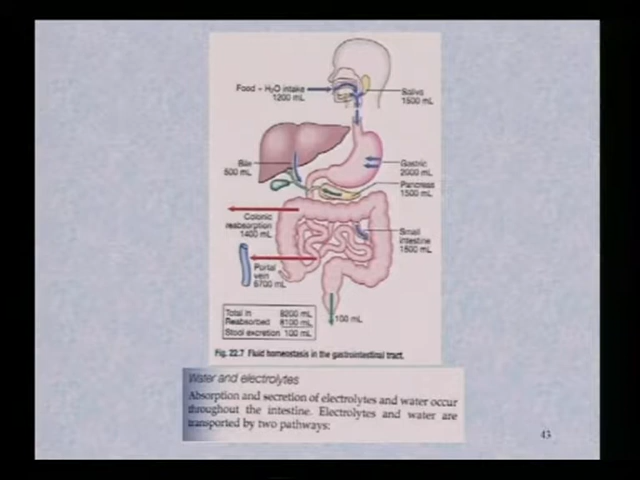 Food + H₂O intake
1200 mL
Saliva
1500 mL
Bile
500 mL
Gastric
2000 mL
Pancreas
1500 mL
Colonic
reabsorption
1400 mL
Small
intestine
1500 mL
Portal
vein
6700 mL
Total in 8200 mL
Reabsorbed 8100 mL
Stool excretion 100 mL
100 mL
Fig. 22.7 Fluid homeostasis in the gastrointestinal tract.
Water and electrolytes
Absorption and secretion of electrolytes and water occur
throughout the intestine. Electrolytes and water are
transported by two pathways:
43